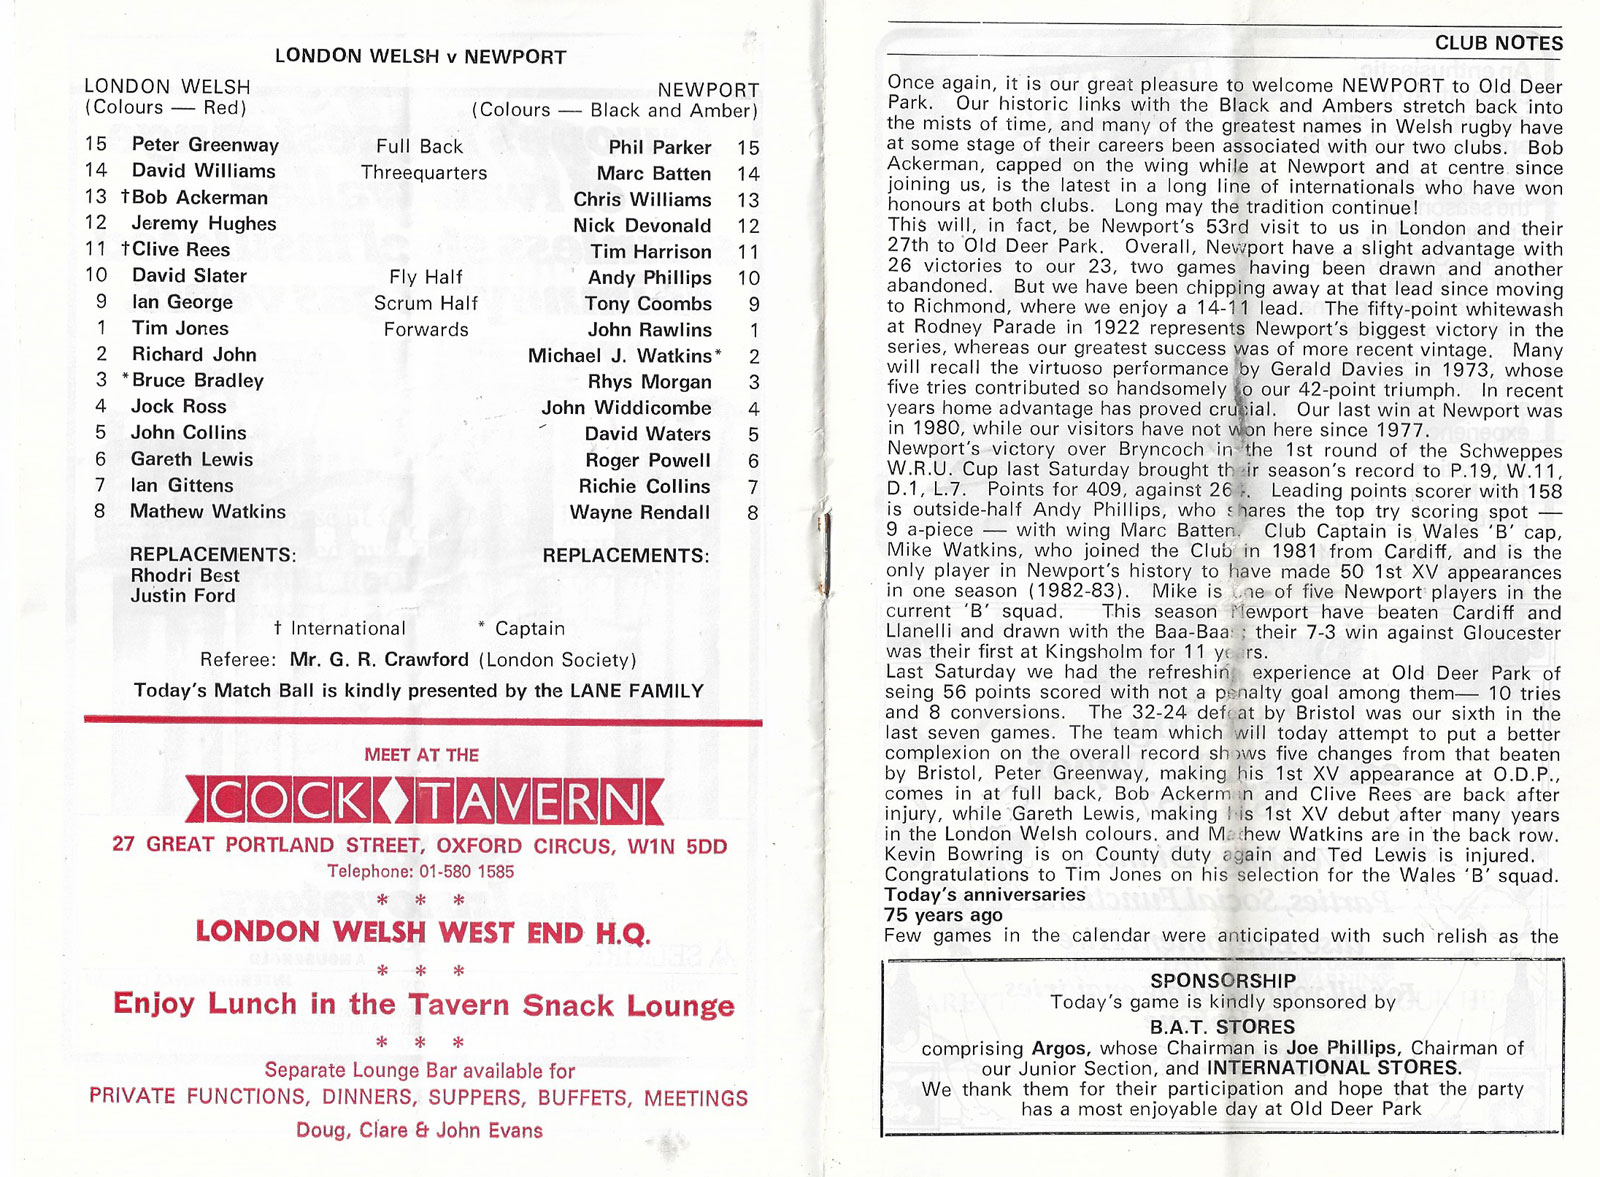 LONDON WELSH v NEWPORT
LONDON WELSH NEWPORT
(Colours — Red) (Colours — Black and Amber)
15 Peter Greenway Full Back Phil Parker 15
14 David Williams Threequarters Marc Batten 14
13 †Bob Ackerman Chris Williams 13
12 Jeremy Hughes Nick Devonald 12
11 †Clive Rees Tim Harrison 11
10 David Slater Fly Half Andy Phillips 10
9 Ian George Scrum Half Tony Coombs 9
1 Tim Jones Forwards John Rawlins 1
2 Richard John Michael J. Watkins* 2
3 *Bruce Bradley Rhys Morgan 3
4 Jock Ross John Widdicombe 4
5 John Collins David Waters 5
6 Gareth Lewis Roger Powell 6
7 Ian Gittens Richie Collins 7
8 Mathew Watkins Wayne Rendall 8
REPLACEMENTS: REPLACEMENTS:
Rhodri Best
Justin Ford
† International * Captain
Referee: Mr. G. R. Crawford (London Society)
Today's Match Ball is kindly presented by the LANE FAMILY
MEET AT THE
COCK TAVERN
27 GREAT PORTLAND STREET, OXFORD CIRCUS, W1N 5DD
Telephone: 01-580 1585
* * *
LONDON WELSH WEST END H.Q.
* * *
Enjoy Lunch in the Tavern Snack Lounge
* * *
Separate Lounge Bar available for
PRIVATE FUNCTIONS, DINNERS, SUPPERS, BUFFETS, MEETINGS
Doug, Clare & John Evans
CLUB NOTES
Once again, it is our great pleasure to welcome NEWPORT to Old Deer
Park. Our historic links with the Black and Ambers stretch back into
the mists of time, and many of the greatest names in Welsh rugby have
at some stage of their careers been associated with our two clubs. Bob
Ackerman, capped on the wing while at Newport and at centre since
joining us, is the latest in a long line of internationals who have won
honours at both clubs. Long may the tradition continue!
This will, in fact, be Newport's 53rd visit to us in London and their
27th to Old Deer Park. Overall, Newport have a slight advantage with
26 victories to our 23, two games having been drawn and another
abandoned. But we have been chipping away at that lead since moving
to Richmond, where we enjoy a 14-11 lead. The fifty-point whitewash
at Rodney Parade in 1922 represents Newport's biggest victory in the
series, whereas our greatest success was of more recent vintage. Many
will recall the virtuoso performance by Gerald Davies in 1973, whose
five tries contributed so handsomely to our 42-point triumph. In recent
years home advantage has proved crucial. Our last win at Newport was
in 1980, while our visitors have not won here since 1977.
Newport's victory over Bryncoch in the 1st round of the Schweppes
W.R.U. Cup last Saturday brought their season's record to P.19, W.11,
D.1, L.7. Points for 409, against Leading points scorer with 158
is outside-half Andy Phillips, who shares the top try scoring spot —
9 a-piece — with wing Marc Batten. Club Captain is Wales 'B' cap,
Mike Watkins, who joined the Club in 1981 from Cardiff, and is the
only player in Newport's history to have made 50 1st XV appearances
in one season (1982-83). Mike is one of five Newport players in the
current 'B' squad. This season Newport have beaten Cardiff and
Llanelli and drawn with the Baa-Baas; their 7-3 win against Gloucester
was their first at Kingsholm for 11 years.
Last Saturday we had the refreshing experience at Old Deer Park of
seing 56 points scored with not a penalty goal among them— 10 tries
and 8 conversions. The 32-24 defeat by Bristol was our sixth in the
last seven games. The team which will today attempt to put a better
complexion on the overall record shows five changes from that beaten
by Bristol, Peter Greenway, making his 1st XV appearance at O.D.P.,
comes in at full back, Bob Ackerman and Clive Rees are back after
injury, while Gareth Lewis, making his 1st XV debut after many years
in the London Welsh colours. and Mathew Watkins are in the back row.
Kevin Bowring is on County duty again and Ted Lewis is injured.
Congratulations to Tim Jones on his selection for the Wales 'B' squad.
Today's anniversaries
75 years ago
Few games in the calendar were anticipated with such relish as the
SPONSORSHIP
Today's game is kindly sponsored by
B.A.T. STORES
comprising Argos, whose Chairman is Joe Phillips, Chairman of
our Junior Section, and INTERNATIONAL STORES.
We thank them for their participation and hope that the party
has a most enjoyable day at Old Deer Park